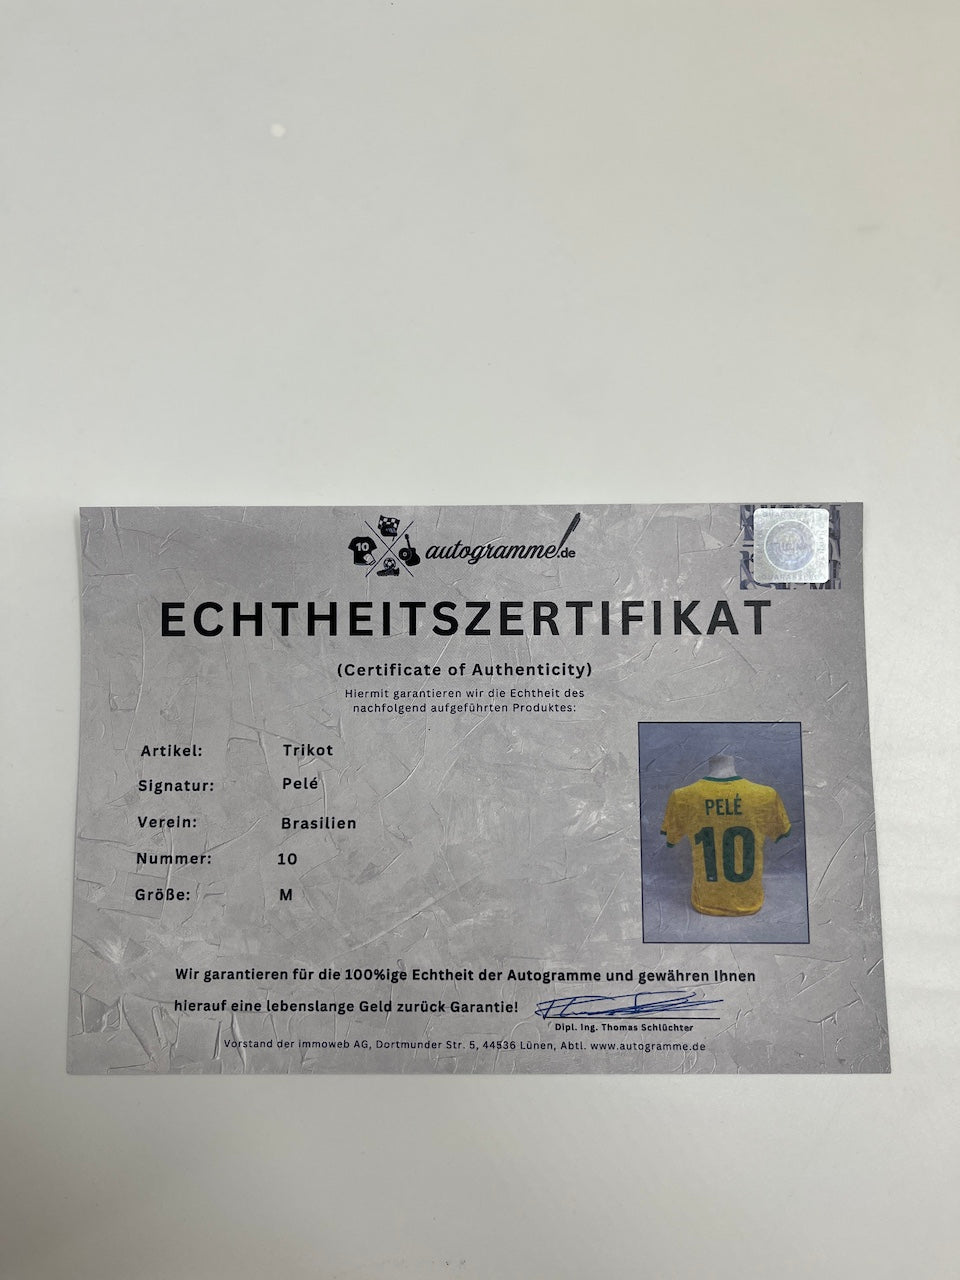 10
autogramme.de
ECHTHEITSZERTIFIKAT
(Certificate of Authenticity)
Hiermit garantieren wir die Echtheit des
nachfolgend aufgeführten Produktes:
Artikel: Trikot
Signatur: Pelé
Verein: Brasilien
Nummer: 10
Größe: M
PELÉ
10
Wir garantieren für die 100%ige Echtheit der Autogramme und gewähren Ihnen
hierauf eine lebenslange Geld zurück Garantie!
Dipl. Ing. Thomas Schlüchter
Vorstand der immoweb AG, Dortmunder Str. 5, 44536 Lünen, Abtl. www.autogramme.de